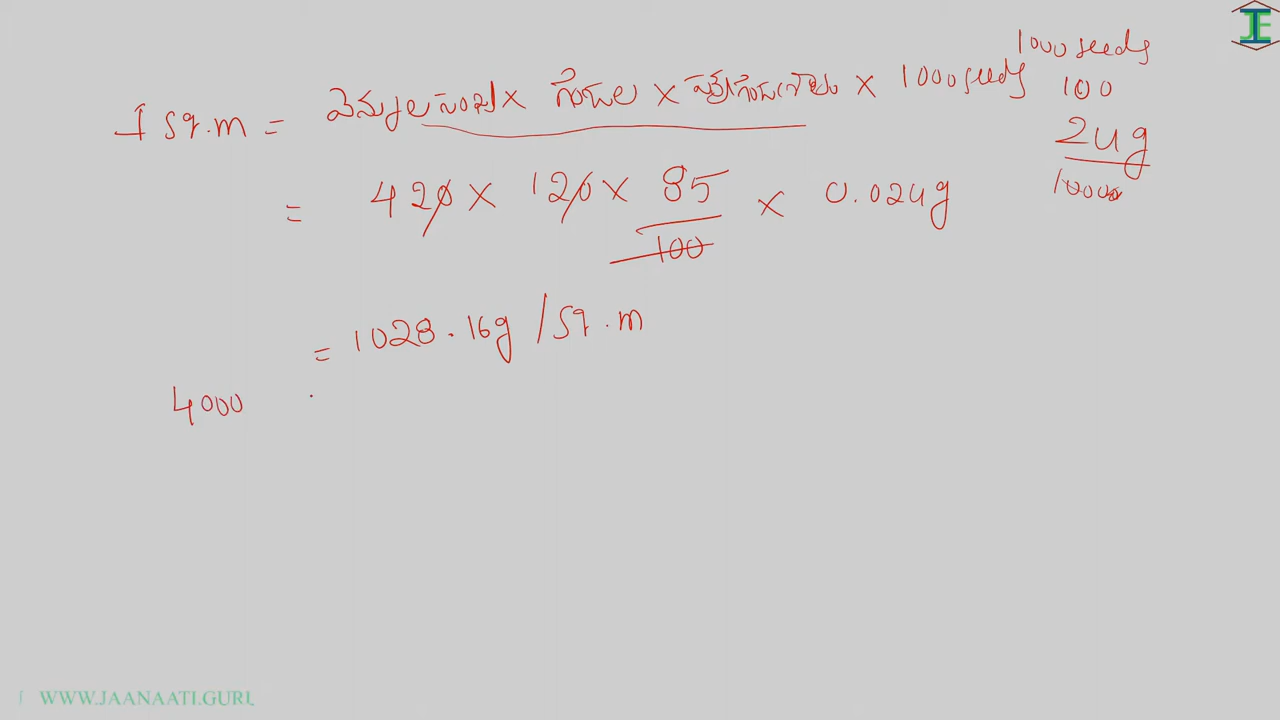 1000 seeds
1 sq.m = వెన్నుల సంఖ్య x గింజల x x 1000 seeds
100
24g
1000
= 420 x 120 x 85 x 0.024g
100
= 1028.16g / sq.m
4000
WWW.JAANAATI.GURU